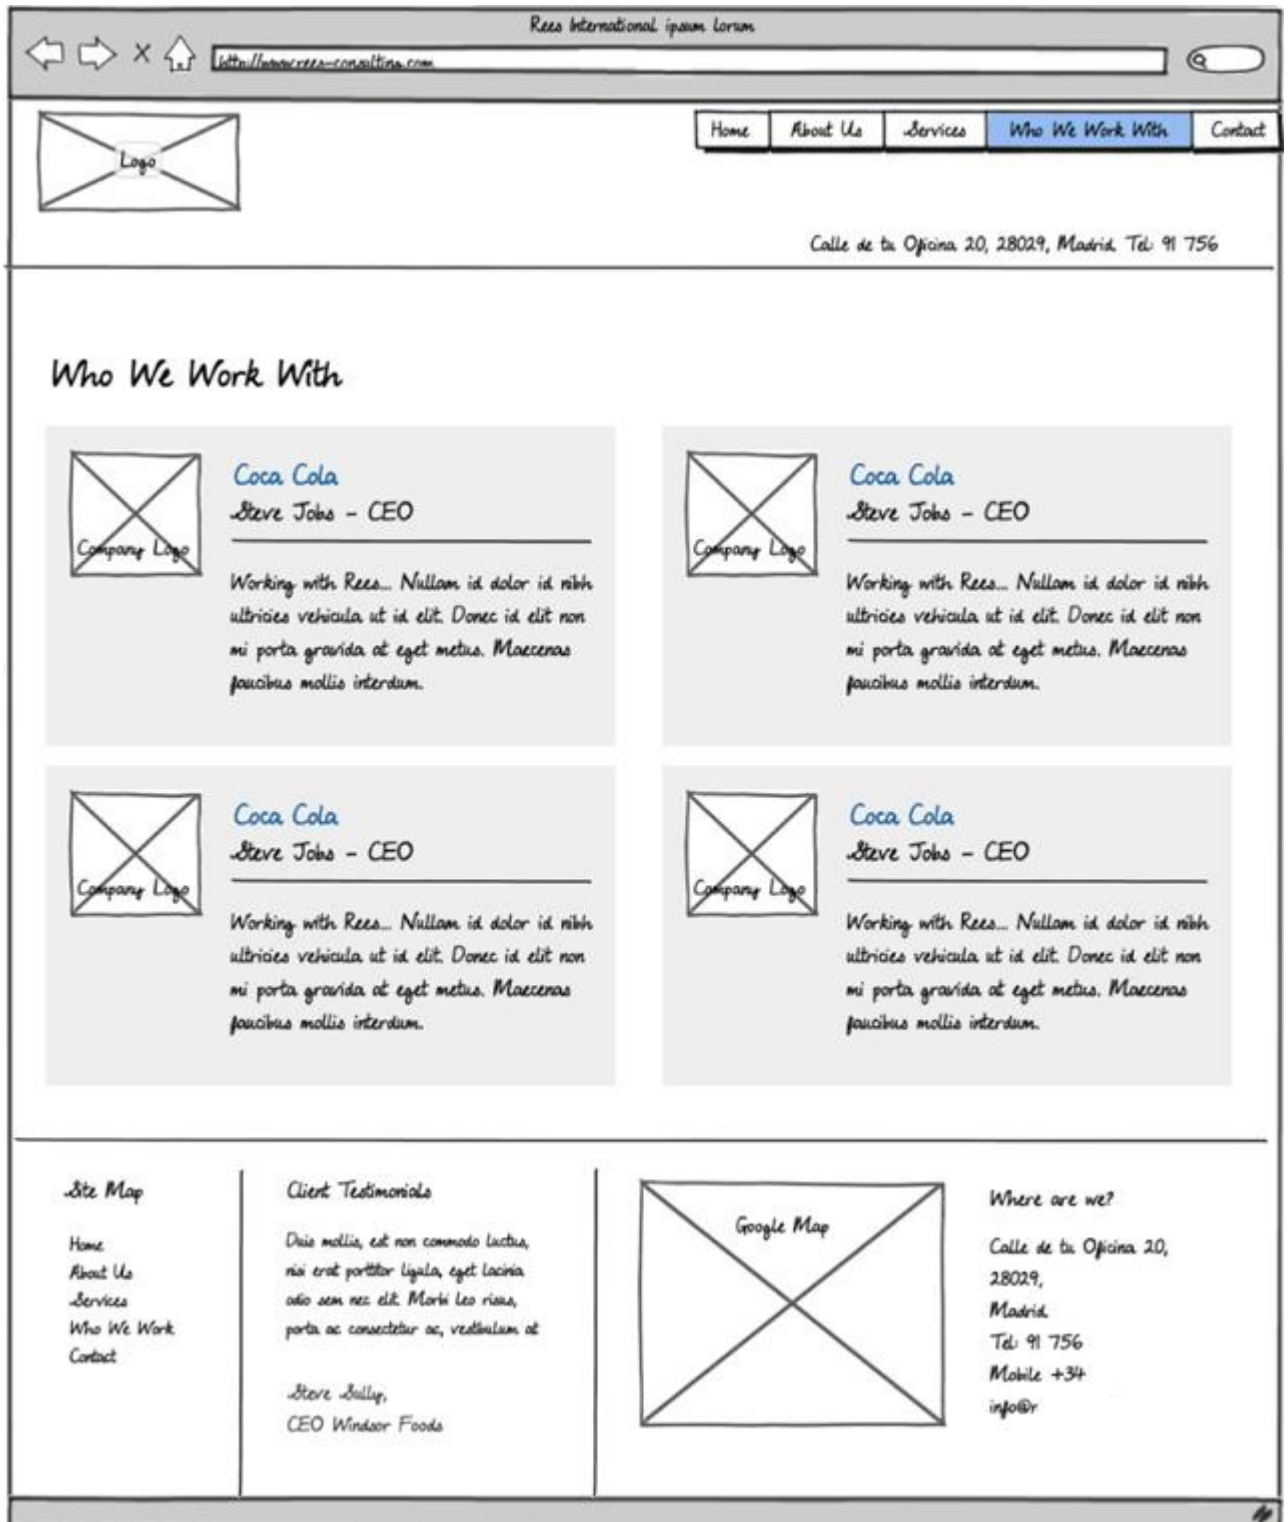 Rees International ipsum lorum
http://www.rees-consulting.com
Logo
Home
About Us
Services
Who We Work With
Contact
Calle de tu Oficina 20, 28029, Madrid. Tel: 91 756
Who We Work With
Company Logo
Coca Cola
Steve Jobs - CEO
Working with Rees... Nullam id dolor id nibh
ultricies vehicula ut id elit. Donec id elit non
mi porta gravida at eget metus. Maecenas
faucibus mollis interdum.
Company Logo
Coca Cola
Steve Jobs - CEO
Working with Rees... Nullam id dolor id nibh
ultricies vehicula ut id elit. Donec id elit non
mi porta gravida at eget metus. Maecenas
faucibus mollis interdum.
Company Logo
Coca Cola
Steve Jobs - CEO
Working with Rees... Nullam id dolor id nibh
ultricies vehicula ut id elit. Donec id elit non
mi porta gravida at eget metus. Maecenas
faucibus mollis interdum.
Company Logo
Coca Cola
Steve Jobs - CEO
Working with Rees... Nullam id dolor id nibh
ultricies vehicula ut id elit. Donec id elit non
mi porta gravida at eget metus. Maecenas
faucibus mollis interdum.
Site Map
Home
About Us
Services
Who We Work
Contact
Client Testimonials
Duis mollis, est non commodo luctus,
nisi erat porttitor ligula, eget lacinia
odio sem nec elit. Morbi leo risus,
porta ac consectetur ac, vestibulum at
Steve Sully,
CEO Windsor Foods
Google Map
Where are we?
Calle de tu Oficina 20,
28029,
Madrid.
Tel: 91 756
Mobile +34
info@r